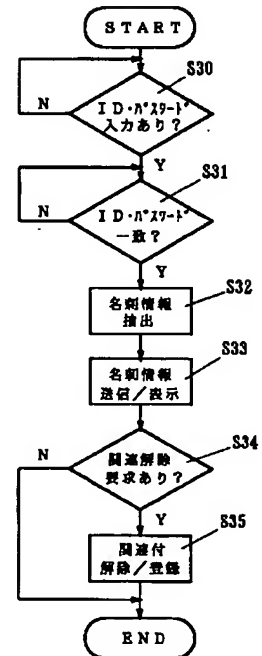 START
S30
ID・パスワード
入力あり?
N
Y
S31
ID・パスワード
一致?
N
Y
S32
名刺情報
抽出
S33
名刺情報
送信/表示
S34
関連解除
要求あり?
N
Y
S35
関連付
解除/登録
END